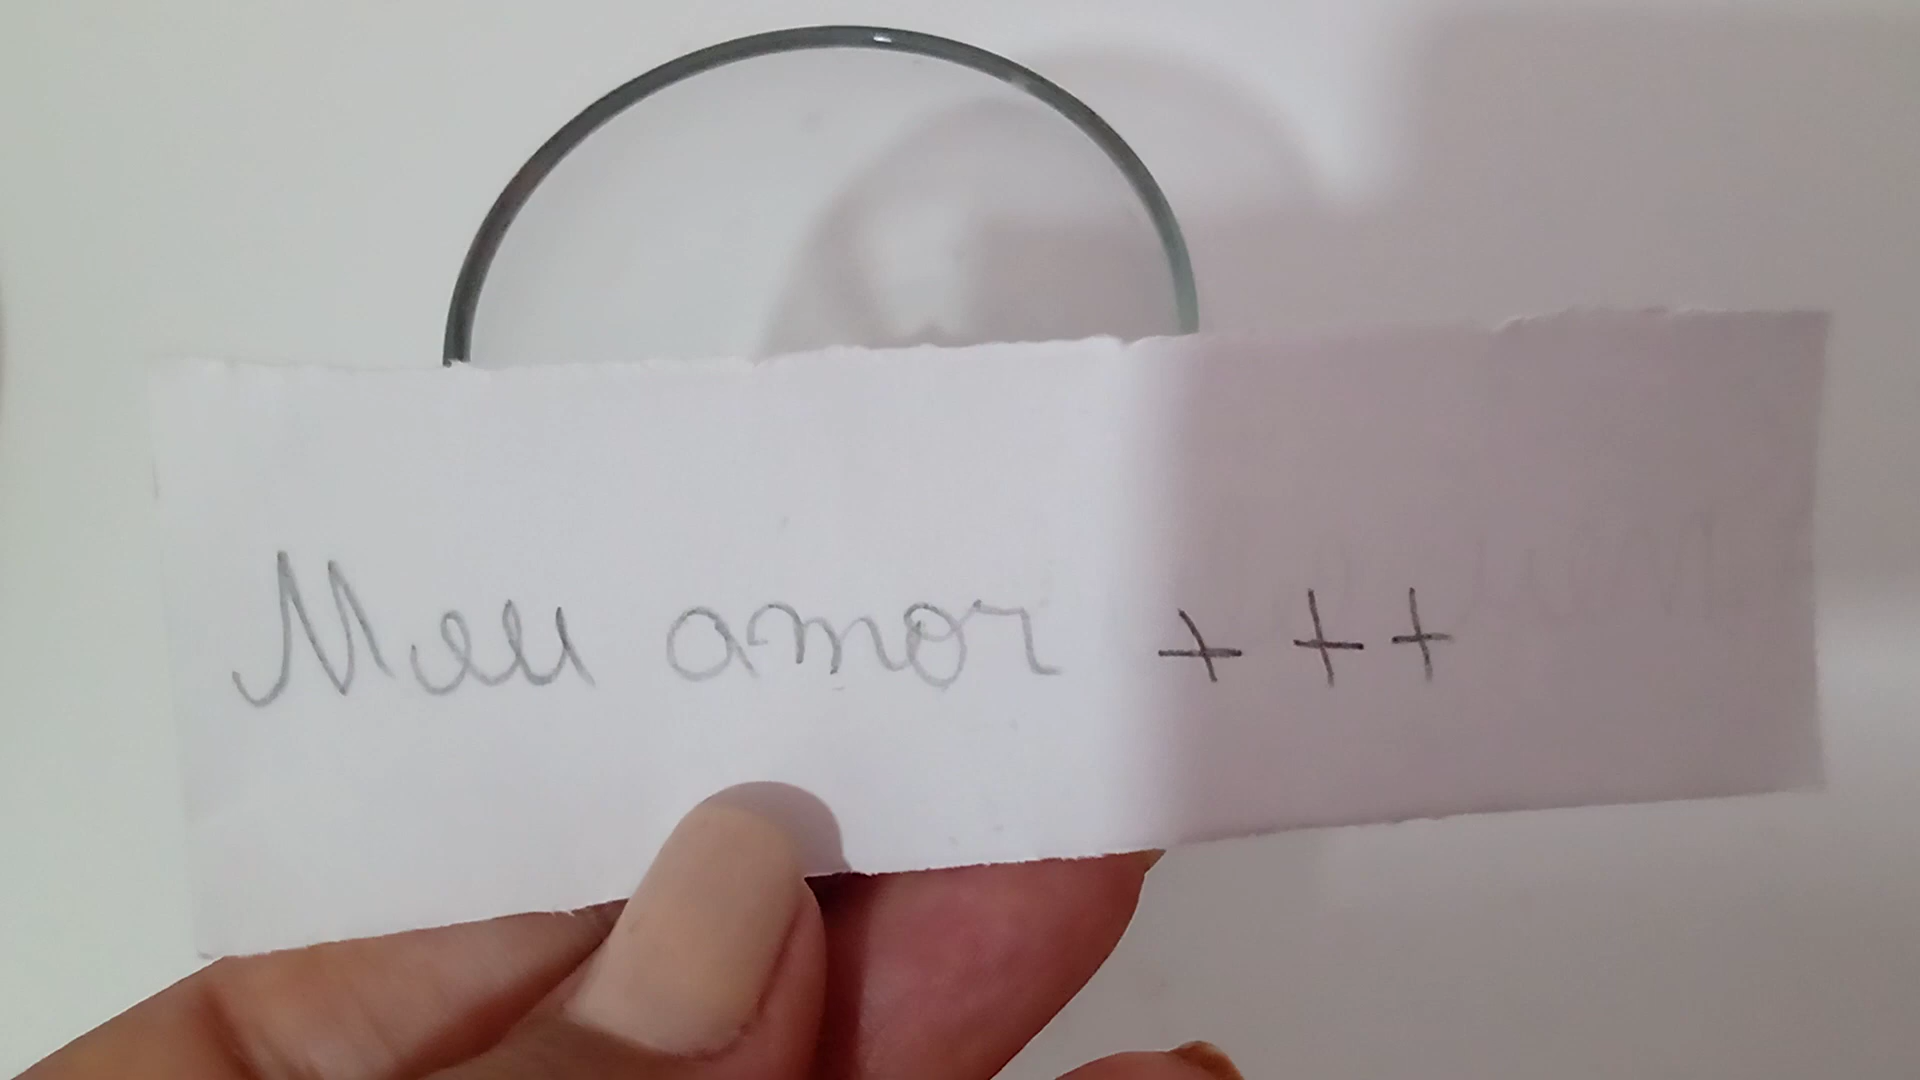 Meu amor + + +